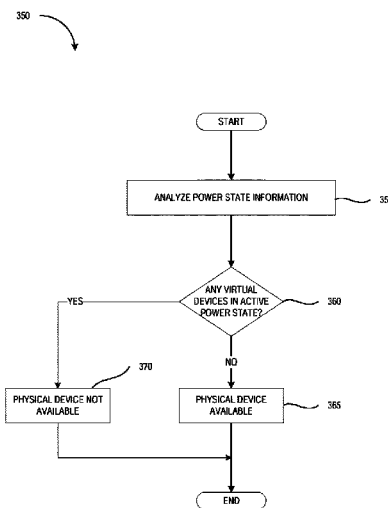 350
START
ANALYZE POWER STATE INFORMATION
35
ANY VIRTUAL
DEVICES IN ACTIVE
POWER STATE?
360
YES
NO
370
PHYSICAL DEVICE NOT
AVAILABLE
PHYSICAL DEVICE
AVAILABLE
365
END